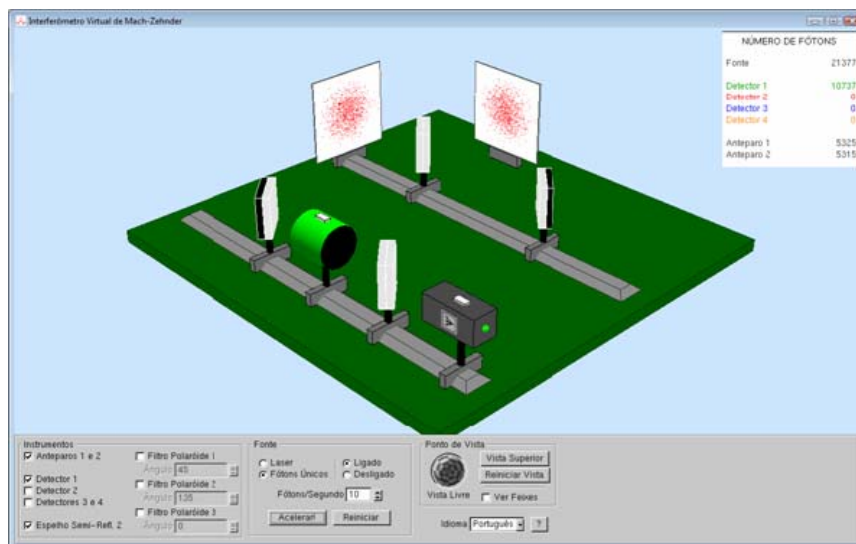 Interferómetro Virtual de Mach-Zehnder
NÚMERO DE FÓTONS
Fonte 21377
Detector 1 10737
Detector 2 0
Detector 3 0
Detector 4 0
Anteparo 1 5325
Anteparo 2 5315
Instrumentos
Anteparos 1 e 2
Detector 1
Detector 2
Detectores 3 e 4
Espelho Semi-Refl. 2
Filtro Polaróide 1
Ângulo 45
Filtro Polaróide 2
Ângulo 135
Filtro Polaróide 3
Ângulo 0
Fonte
Laser
Fótons Únicos
Ligado
Desligado
Fótons/Segundo 10
Acelerar!
Reiniciar
Ponto de Vista
Vista Livre
Vista Superior
Reiniciar Vista
Ver Feixes
Idioma Português ?